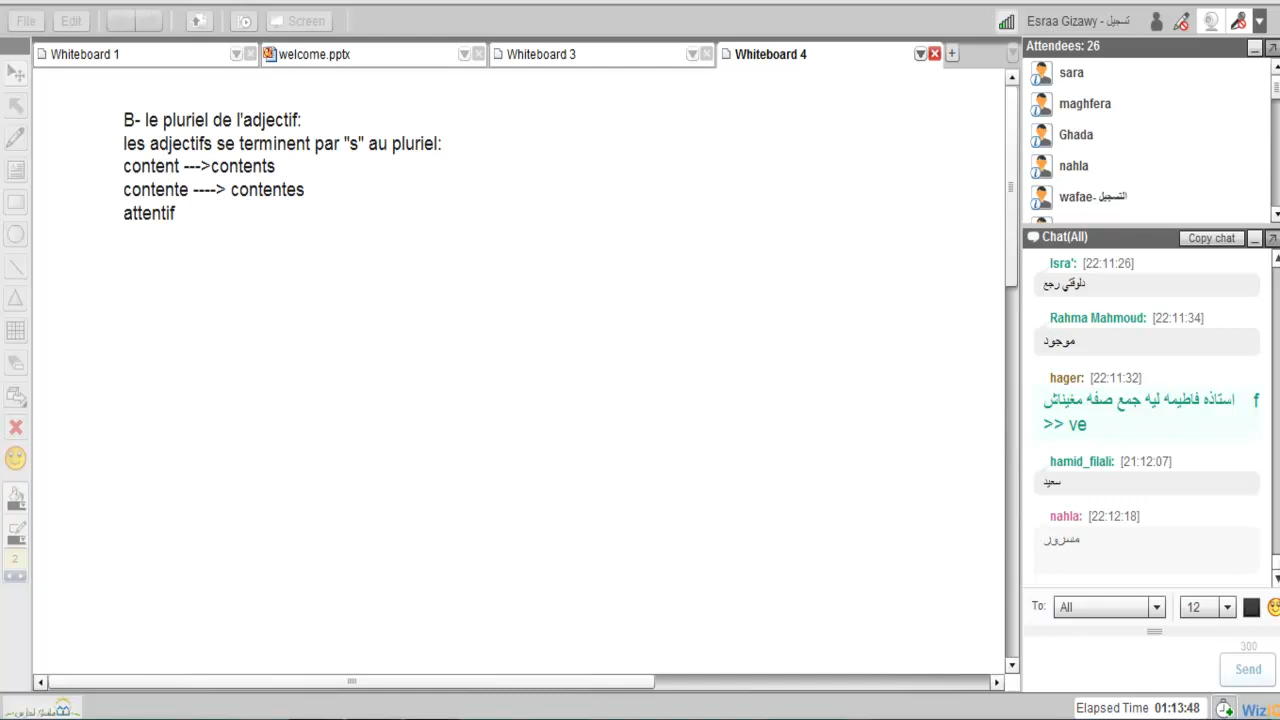 File
Edit
Screen
Esraa Gizawy - تسجيل
Whiteboard 1
welcome.pptx
Whiteboard 3
Whiteboard 4
Attendees: 26
sara
maghfera
Ghada
nahla
wafae- التسجيل
B- le pluriel de l'adjectif:
les adjectifs se terminent par "s" au pluriel:
content --->contents
contente ----> contentes
attentif
Chat(All)
Copy chat
Isra': [22:11:26]
دلوقتي رجع
Rahma Mahmoud: [22:11:34]
موجود
hager: [22:11:32]
استاذه فاطيمه ليه جمع صفه مغيناش f
>> ve
hamid_filali: [21:12:07]
سعيد
nahla: [22:12:18]
مسرور
To: All 12
300
Send
2
Elapsed Time 01:13:48